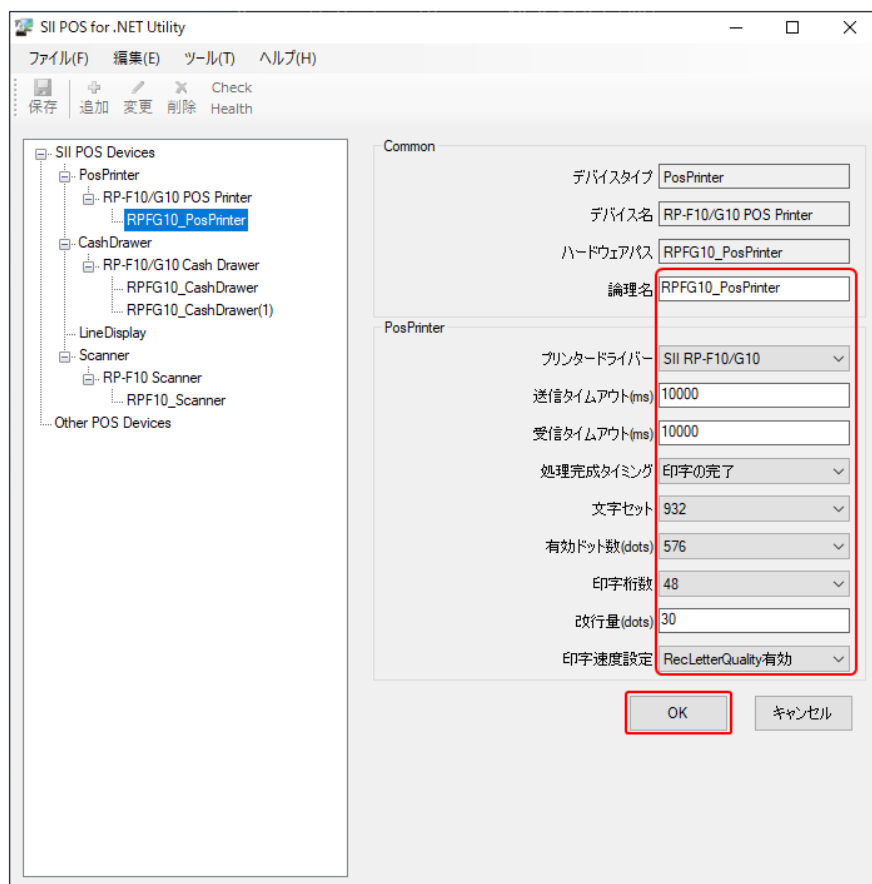 SII POS for .NET Utility
ファイル(F) 編集(E) ツール(T) ヘルプ(H)
保存 追加 変更 削除 Check Health
SII POS Devices
PosPrinter
RP-F10/G10 POS Printer
RPFG10_PosPrinter
CashDrawer
RP-F10/G10 Cash Drawer
RPFG10_CashDrawer
RPFG10_CashDrawer(1)
LineDisplay
Scanner
RP-F10 Scanner
RPF10_Scanner
Other POS Devices
Common
デバイスタイプ PosPrinter
デバイス名 RP-F10/G10 POS Printer
ハードウェアパス RPFG10_PosPrinter
論理名 RPFG10_PosPrinter
PosPrinter
プリンタードライバー SII RP-F10/G10
送信タイムアウト(ms) 10000
受信タイムアウト(ms) 10000
処理完成タイミング 印字の完了
文字セット 932
有効ドット数(dots) 576
印字桁数 48
改行量(dots) 30
印字速度設定 RecLetterQuality有効
OK キャンセル